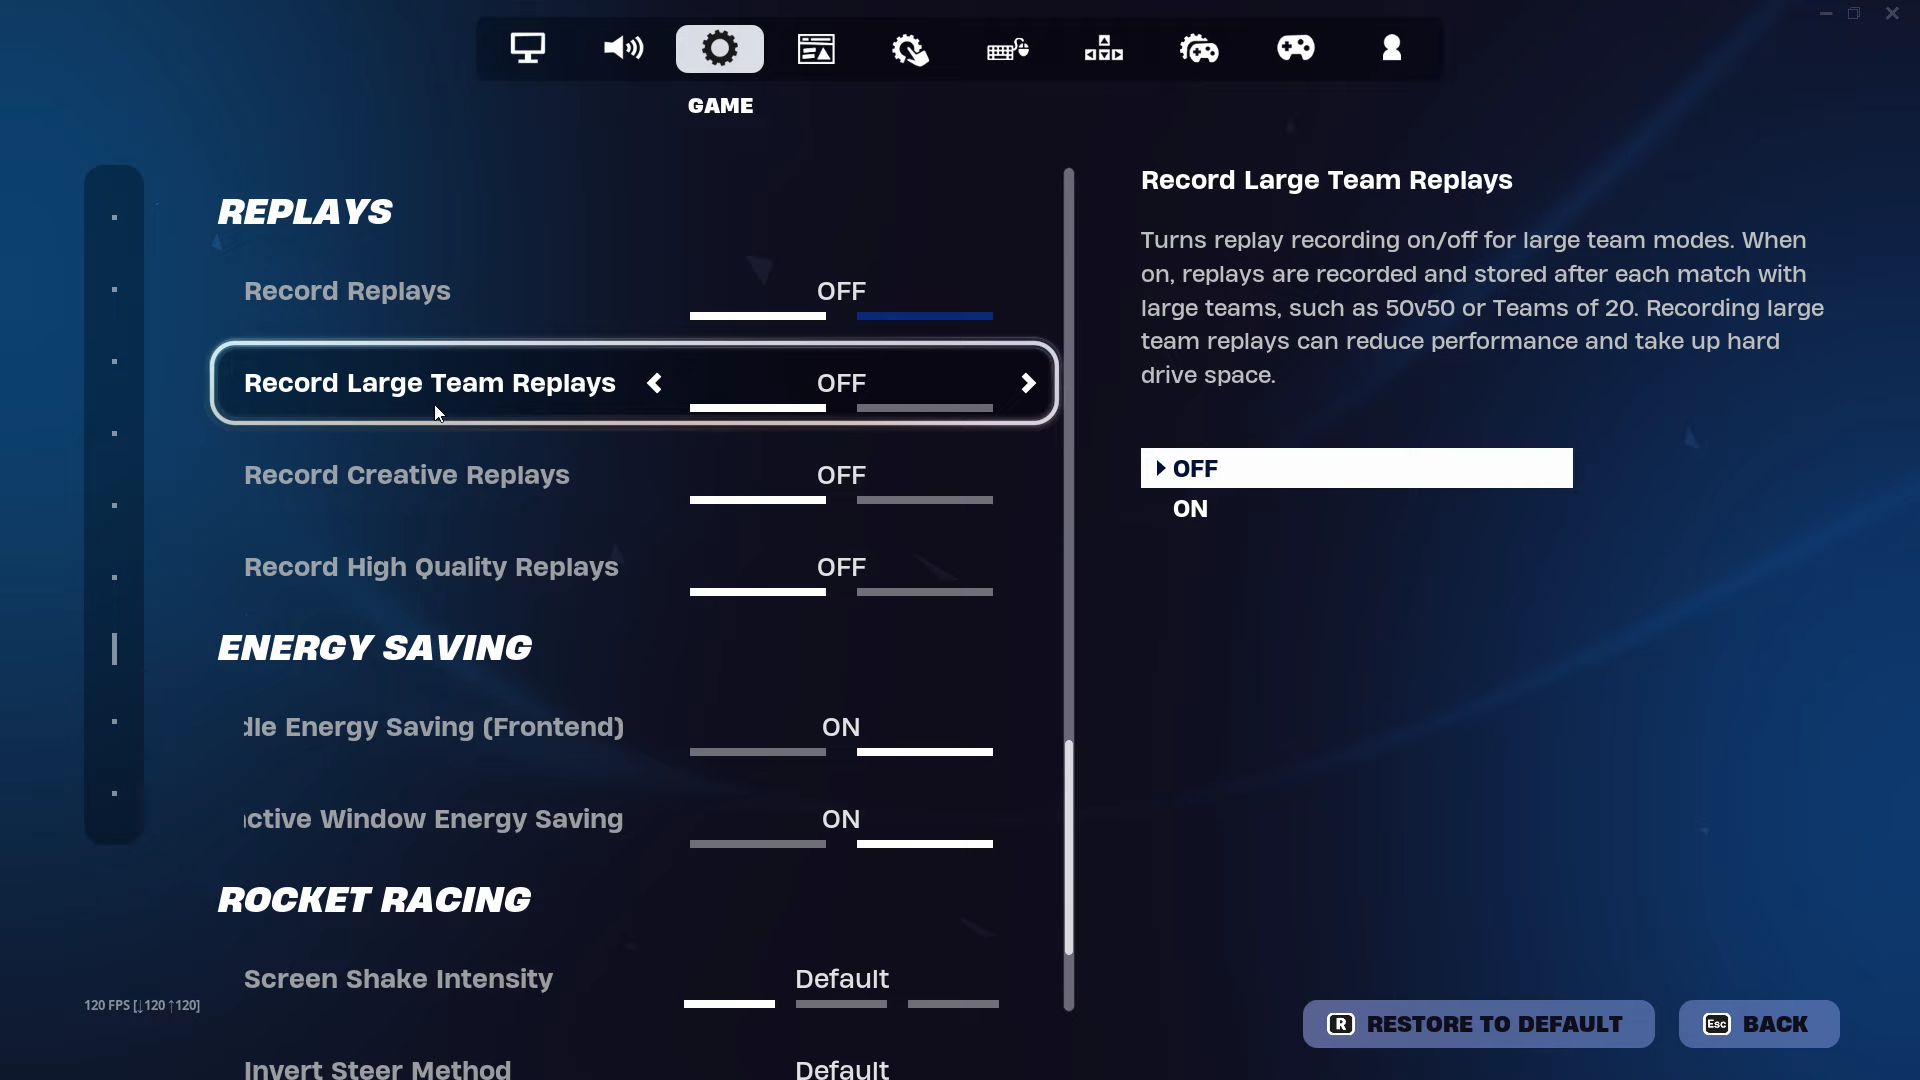 GAME
REPLAYS
Record Replays OFF
Record Large Team Replays OFF
Record Creative Replays OFF
Record High Quality Replays OFF
ENERGY SAVING
dle Energy Saving (Frontend) ON
active Window Energy Saving ON
ROCKET RACING
Screen Shake Intensity Default
Invert Steer Method Default
Record Large Team Replays
Turns replay recording on/off for large team modes. When
on, replays are recorded and stored after each match with
large teams, such as 50v50 or Teams of 20. Recording large
team replays can reduce performance and take up hard
drive space.
OFF
ON
120 FPS [↓120 ↑120]
R RESTORE TO DEFAULT
Esc BACK